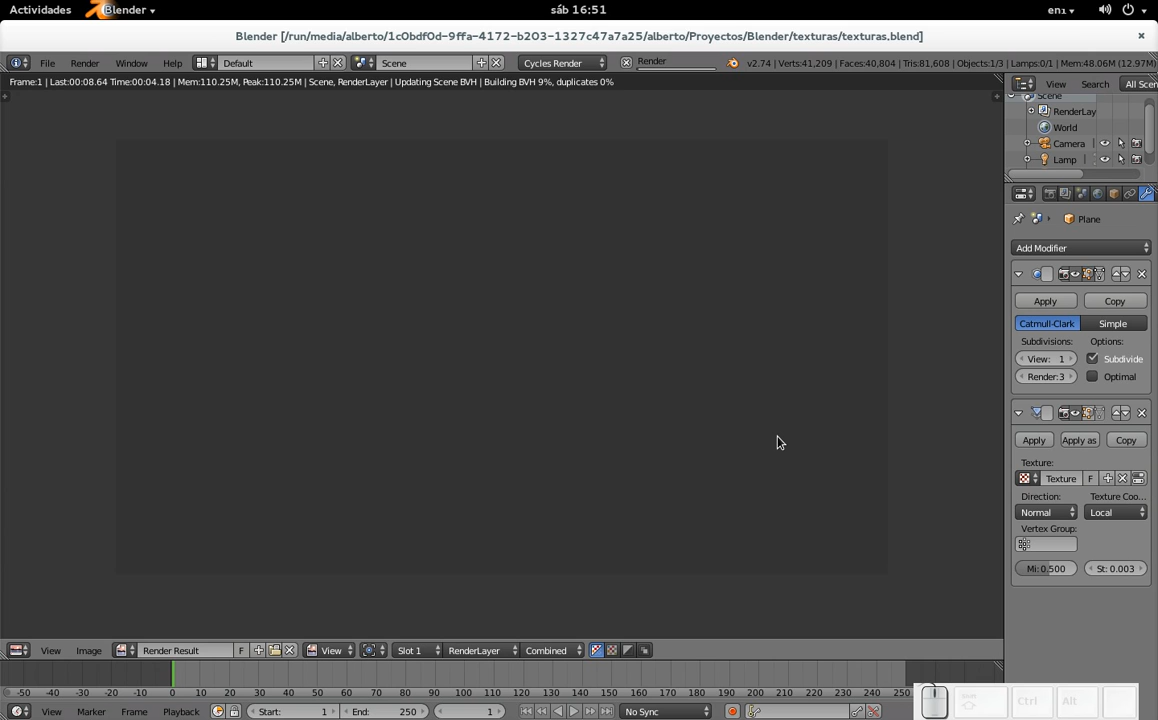 Actividades Blender sáb 16:51 en1
Blender [/run/media/alberto/1c0bdf0d-9ffa-4172-b203-1327c47a7a25/alberto/Proyectos/Blender/texturas/texturas.blend] ×
File Render Window Help Default Scene Cycles Render Render v2.74 | Verts:41,209 | Faces:40,804 | Tris:81,608 | Objects:1/3 | Lamps:0/1 | Mem:48.06M (12.97M)
Frame:1 | Last:00:08.64 Time:00:04.18 | Mem:110.25M, Peak:110.25M | Scene, RenderLayer | Updating Scene BVH | Building BVH 9%, duplicates 0%
View Search All Scen
Scene
RenderLay
World
Camera
Lamp
Plane
Add Modifier
Apply Copy
Catmull-Clark Simple
Subdivisions: Options:
View: 1 Subdivide
Render:3 Optimal
Apply Apply as Copy
Texture:
Texture F
Direction: Texture Coo...
Normal Local
Vertex Group:
Mi:0.500 St: 0.003
View Image Render Result F View Slot 1 RenderLayer Combined
-50 -40 -30 -20 -10 0 10 20 30 40 50 60 70 80 90 100 110 120 130 140 150 160 170 180 190 200 210 220 230 240 250
View Marker Frame Playback Start: 1 End: 250 1 No Sync
Ctrl Alt